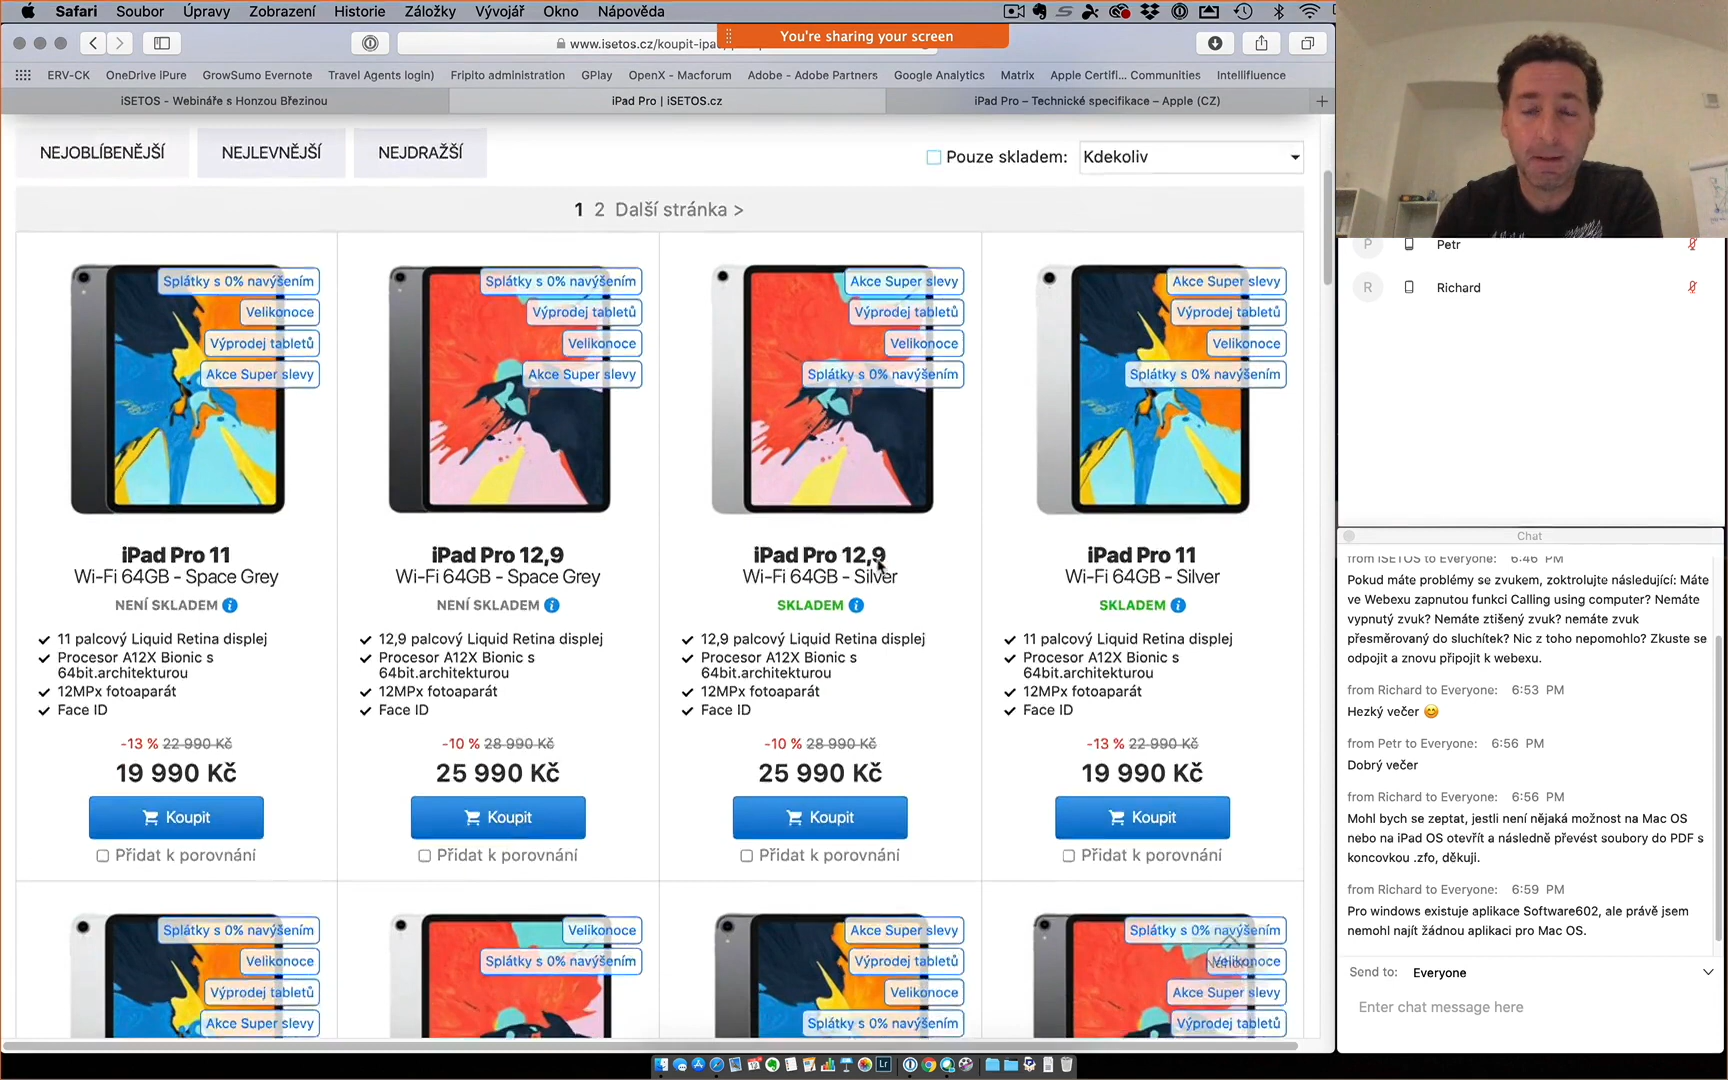 Safari Soubor Úpravy Zobrazení Historie Záložky Vývojář Okno Nápověda
You're sharing your screen
www.isetos.cz/koupit-ipa
ERV-CK OneDrive IPure GrowSumo Evernote Travel Agents login) Fripito administration GPlay OpenX - Macforum Adobe - Adobe Partners Google Analytics Matrix Apple Certifi... Communities Intellifluence
iSETOS - Webináře s Honzou Březinou iPad Pro | iSETOS.cz iPad Pro – Technické specifikace – Apple (CZ)
NEJOBLÍBENĚJŠÍ NEJLEVNĚJŠÍ NEJDRAŽŠÍ Pouze skladem: Kdekoliv
1 2 Další stránka >
Splátky s 0% navýšením
Velikonoce
Výprodej tabletů
Akce Super slevy
iPad Pro 11
Wi-Fi 64GB - Space Grey
NENÍ SKLADEM
11 palcový Liquid Retina displej
Procesor A12X Bionic s
64bit.architekturou
12MPx fotoaparát
Face ID
-13 % 22 990 Kč
19 990 Kč
Koupit
Přidat k porovnání
Splátky s 0% navýšením
Výprodej tabletů
Velikonoce
Akce Super slevy
iPad Pro 12,9
Wi-Fi 64GB - Space Grey
NENÍ SKLADEM
12,9 palcový Liquid Retina displej
Procesor A12X Bionic s
64bit.architekturou
12MPx fotoaparát
Face ID
-10 % 28 990 Kč
25 990 Kč
Koupit
Přidat k porovnání
Akce Super slevy
Výprodej tabletů
Velikonoce
Splátky s 0% navýšením
iPad Pro 12,9
Wi-Fi 64GB - Silver
SKLADEM
12,9 palcový Liquid Retina displej
Procesor A12X Bionic s
64bit.architekturou
12MPx fotoaparát
Face ID
-10 % 28 990 Kč
25 990 Kč
Koupit
Přidat k porovnání
Akce Super slevy
Výprodej tabletů
Velikonoce
Splátky s 0% navýšením
iPad Pro 11
Wi-Fi 64GB - Silver
SKLADEM
11 palcový Liquid Retina displej
Procesor A12X Bionic s
64bit.architekturou
12MPx fotoaparát
Face ID
-13 % 22 990 Kč
19 990 Kč
Koupit
Přidat k porovnání
Splátky s 0% navýšením
Velikonoce
Výprodej tabletů
Akce Super slevy
Velikonoce
Splátky s 0% navýšením
Akce Super slevy
Výprodej tabletů
Velikonoce
Splátky s 0% navýšením
Splátky s 0% navýšením
Velikonoce
Akce Super slevy
Výprodej tabletů
P Petr
R Richard
Chat
from iSETOS to Everyone: 6:46 PM
Pokud máte problémy se zvukem, zoktrolujte následující: Máte
ve Webexu zapnutou funkci Calling using computer? Nemáte
vypnutý zvuk? Nemáte ztišený zvuk? nemáte zvuk
přesměrovaný do sluchítek? Nic z toho nepomohlo? Zkuste se
odpojit a znovu připojit k webexu.
from Richard to Everyone: 6:53 PM
Hezký večer 😊
from Petr to Everyone: 6:56 PM
Dobrý večer
from Richard to Everyone: 6:56 PM
Mohl bych se zeptat, jestli není nějaká možnost na Mac OS
nebo na iPad OS otevřít a následně převést soubory do PDF s
koncovkou .zfo, děkuji.
from Richard to Everyone: 6:59 PM
Pro windows existuje aplikace Software602, ale právě jsem
nemohl najít žádnou aplikaci pro Mac OS.
Send to: Everyone
Enter chat message here